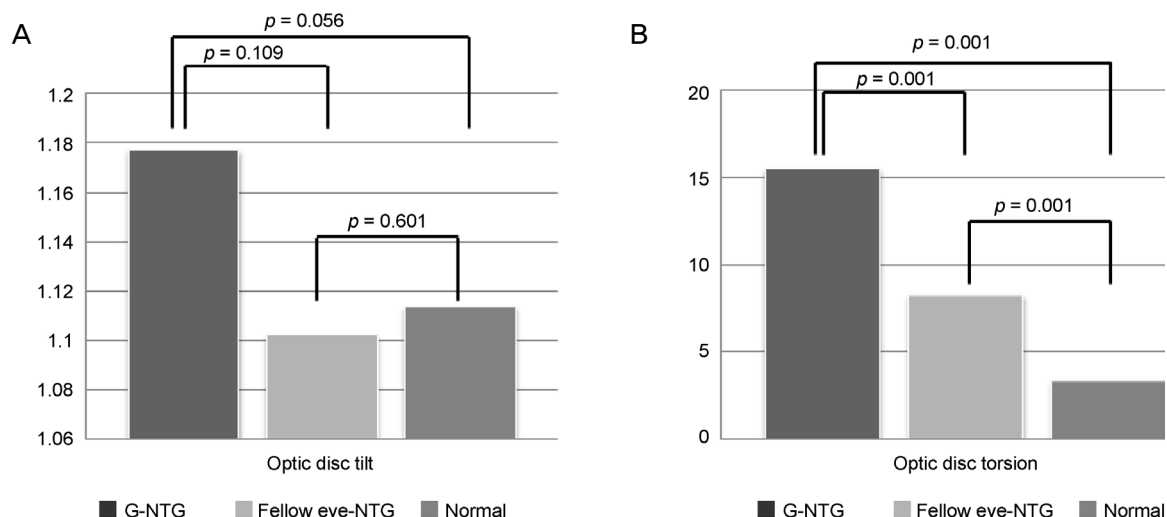 A
p = 0.056
p = 0.109
1.2
1.18
1.16
1.14
1.12
1.1
1.08
1.06
p = 0.601
Optic disc tilt
G-NTG Fellow eye-NTG Normal
B
p = 0.001
p = 0.001
20
15
10
5
0
p = 0.001
Optic disc torsion
G-NTG Fellow eye-NTG Normal